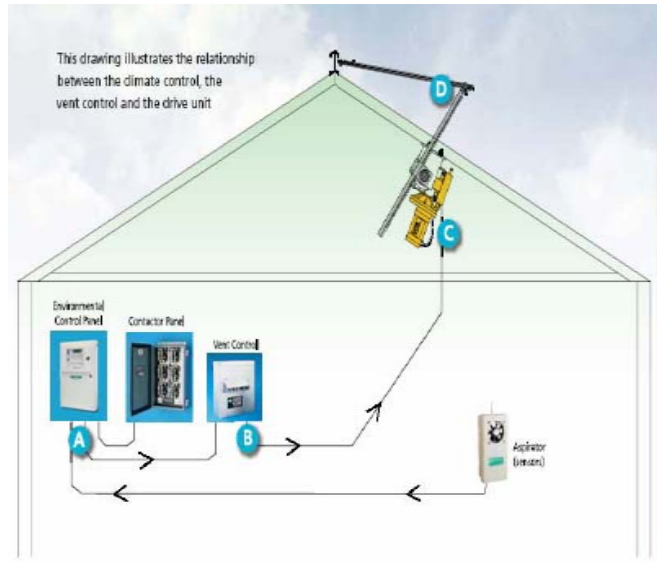 This drawing illustrates the relationship
between the climate control, the
vent control and the drive unit
D
C
Environmental
Control Panel
Contactor Panel
Vent Control
A
B
Aspirator
(sensors)